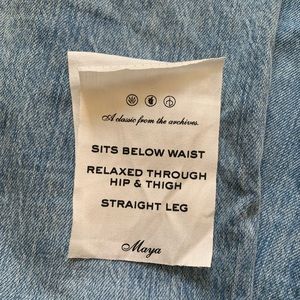 A classic from the archives.
SITS BELOW WAIST
RELAXED THROUGH
HIP & THIGH
STRAIGHT LEG
Maya